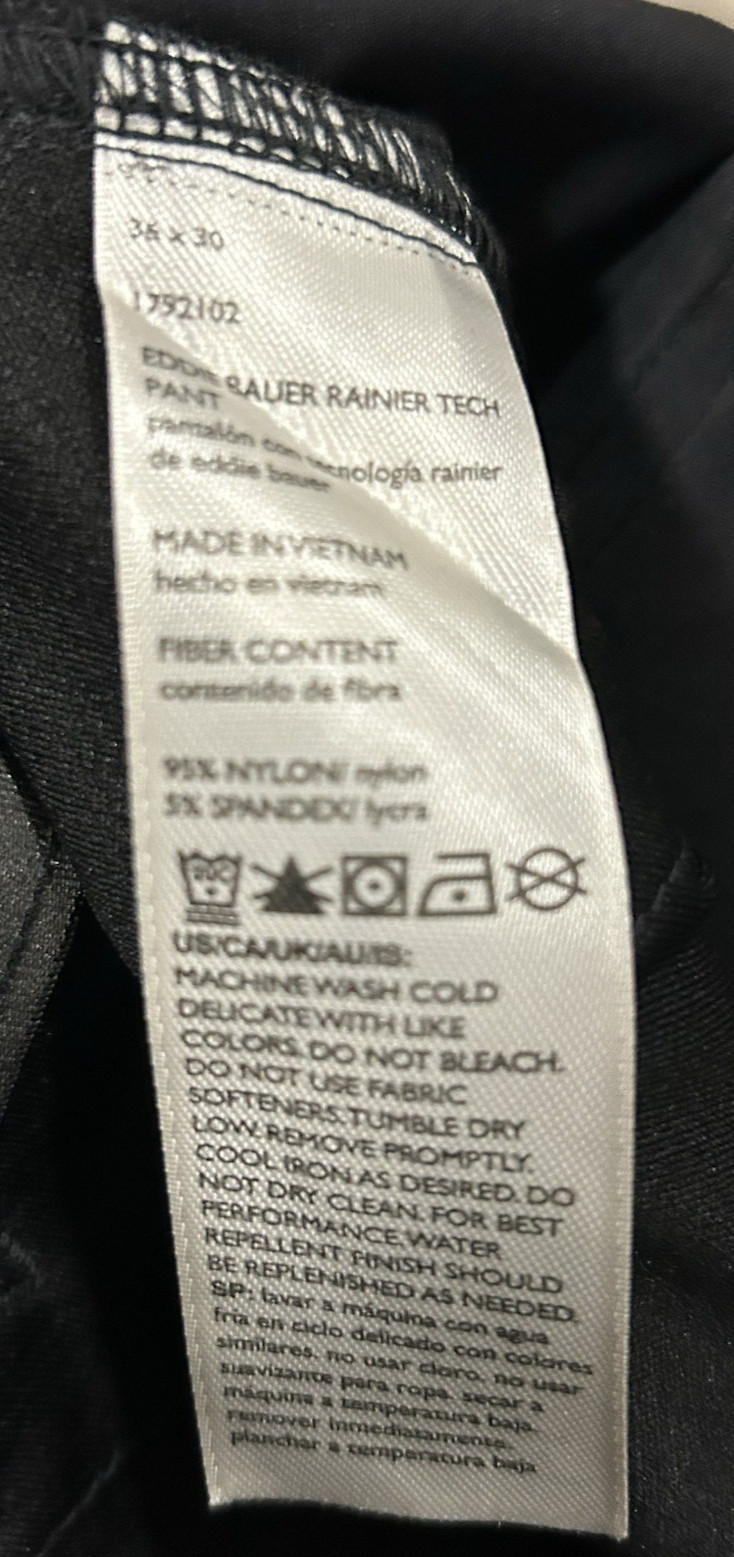 36 x 30
1792102
EDDIE BAUER RAINIER TECH
PANT
pantalón con tecnología rainier
de eddie bauer
MADE IN VIETNAM
hecho en vietnam
FIBER CONTENT
contenido de fibra
95% NYLON/ nylon
5% SPANDEX/ lycra
US/CA/UK/AU/IS:
MACHINE WASH COLD
DELICATE WITH LIKE
COLORS. DO NOT BLEACH.
DO NOT USE FABRIC
SOFTENERS. TUMBLE DRY
LOW. REMOVE PROMPTLY.
COOL IRON AS DESIRED. DO
NOT DRY CLEAN. FOR BEST
PERFORMANCE WATER
REPELLENT FINISH SHOULD
BE REPLENISHED AS NEEDED.
SP: lavar a máquina con agua
fria en ciclo delicado con colores
similares. no usar cloro. no usar
suavizante para ropa. secar a
máquina a temperatura baja.
remover inmediatamente.
planchar a temperatura baja